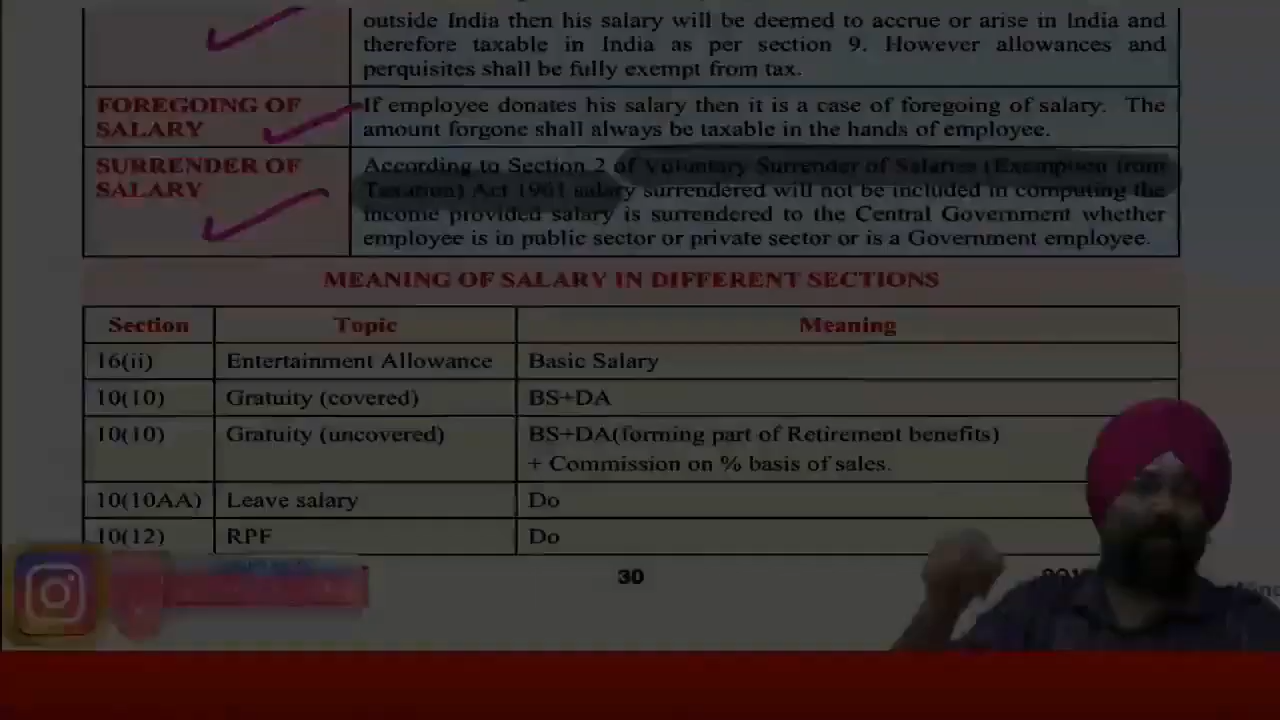 outside India then his salary will be deemed to accrue or arise in India and
therefore taxable in India as per section 9. However allowances and
perquisites shall be fully exempt from tax.
FOREGOING OF
SALARY
If employee donates his salary then it is a case of foregoing of salary. The
amount forgone shall always be taxable in the hands of employee.
SURRENDER OF
SALARY
According to Section 2 of Voluntary Surrender of Salaries (Exemption from
Taxation) Act 1961 salary surrendered will not be included in computing the
income provided salary is surrendered to the Central Government whether
employee is in public sector or private sector or is a Government employee.
MEANING OF SALARY IN DIFFERENT SECTIONS
Section Topic Meaning
16(ii) Entertainment Allowance Basic Salary
10(10) Gratuity (covered) BS+DA
10(10) Gratuity (uncovered) BS+DA(forming part of Retirement benefits)
+ Commission on % basis of sales.
10(10AA) Leave salary Do
10(12) RPF Do
30